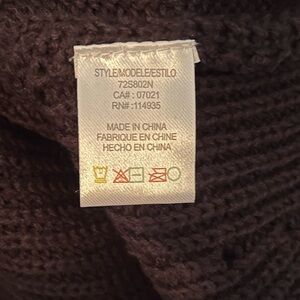 STYLE/MODELE/ESTILO
72S802N
CA# : 07021
RN# :114935
MADE IN CHINA
FABRIQUE EN CHINE
HECHO EN CHINA